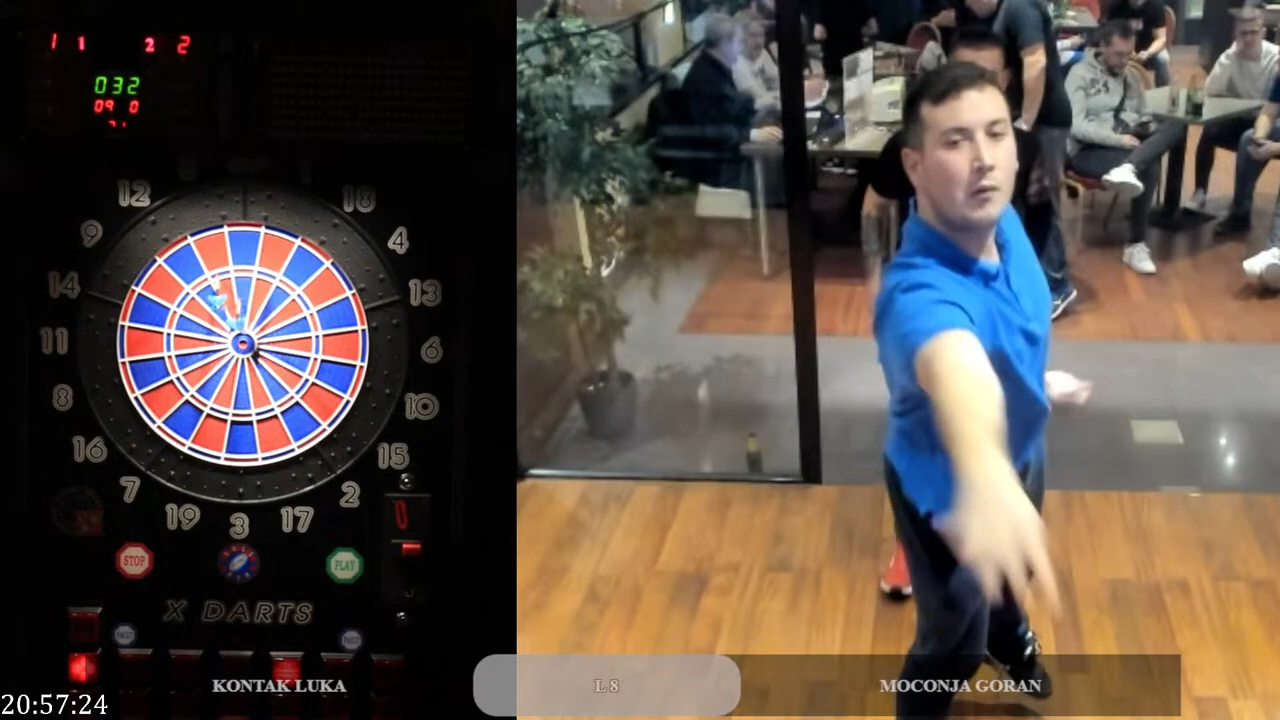 1 1 2 2
032
09 0
12 18
9 4
14 13
11 6
8 10
16 15
7 2
19 3 17
0
STOP PLAY
X DARTS
KONTAK LUKA L 8 MOCONJA GORAN
20:57:24